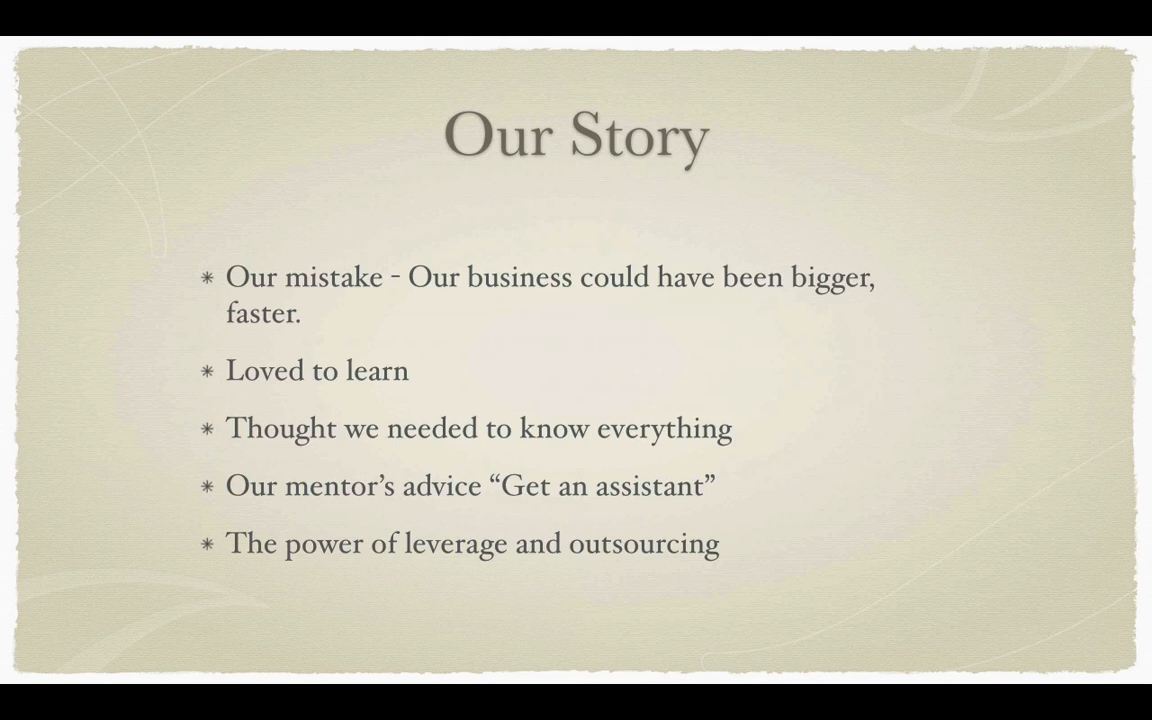 Our Story
* Our mistake - Our business could have been bigger,
faster.
* Loved to learn
* Thought we needed to know everything
* Our mentor’s advice “Get an assistant”
* The power of leverage and outsourcing